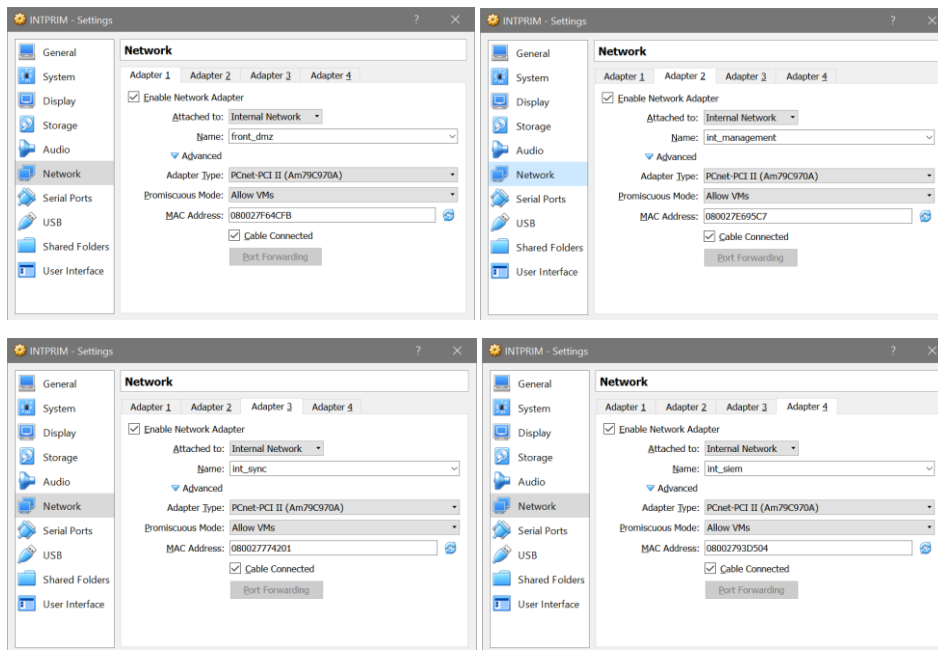 INTPRIM - Settings
? ×
General
System
Display
Storage
Audio
Network
Serial Ports
USB
Shared Folders
User Interface
Network
Adapter 1 Adapter 2 Adapter 3 Adapter 4
Enable Network Adapter
Attached to: Internal Network
Name: front_dmz
Advanced
Adapter Type: PCnet-PCI II (Am79C970A)
Promiscuous Mode: Allow VMs
MAC Address: 080027F64CFB
Cable Connected
Port Forwarding
INTPRIM - Settings
? ×
General
System
Display
Storage
Audio
Network
Serial Ports
USB
Shared Folders
User Interface
Network
Adapter 1 Adapter 2 Adapter 3 Adapter 4
Enable Network Adapter
Attached to: Internal Network
Name: int_management
Advanced
Adapter Type: PCnet-PCI II (Am79C970A)
Promiscuous Mode: Allow VMs
MAC Address: 080027E695C7
Cable Connected
Port Forwarding
INTPRIM - Settings
? ×
General
System
Display
Storage
Audio
Network
Serial Ports
USB
Shared Folders
User Interface
Network
Adapter 1 Adapter 2 Adapter 3 Adapter 4
Enable Network Adapter
Attached to: Internal Network
Name: int_sync
Advanced
Adapter Type: PCnet-PCI II (Am79C970A)
Promiscuous Mode: Allow VMs
MAC Address: 080027774201
Cable Connected
Port Forwarding
INTPRIM - Settings
? ×
General
System
Display
Storage
Audio
Network
Serial Ports
USB
Shared Folders
User Interface
Network
Adapter 1 Adapter 2 Adapter 3 Adapter 4
Enable Network Adapter
Attached to: Internal Network
Name: int_siem
Advanced
Adapter Type: PCnet-PCI II (Am79C970A)
Promiscuous Mode: Allow VMs
MAC Address: 08002793D504
Cable Connected
Port Forwarding